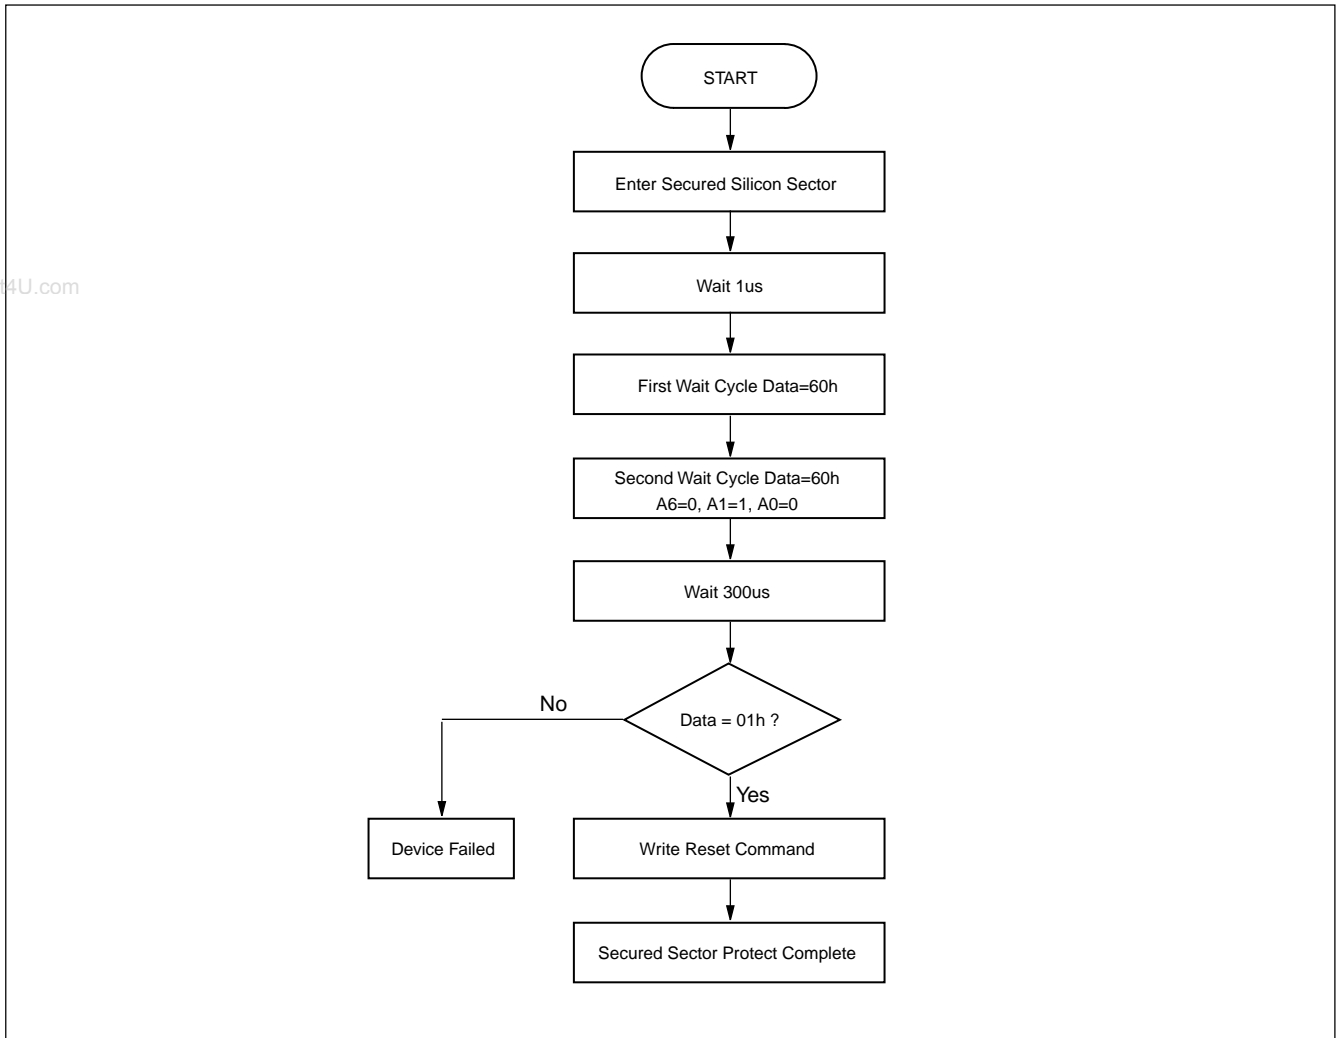 START
Enter Secured Silicon Sector
t4U.com
Wait 1us
First Wait Cycle Data=60h
Second Wait Cycle Data=60h
A6=0, A1=1, A0=0
Wait 300us
No
Data = 01h ?
Yes
Device Failed
Write Reset Command
Secured Sector Protect Complete